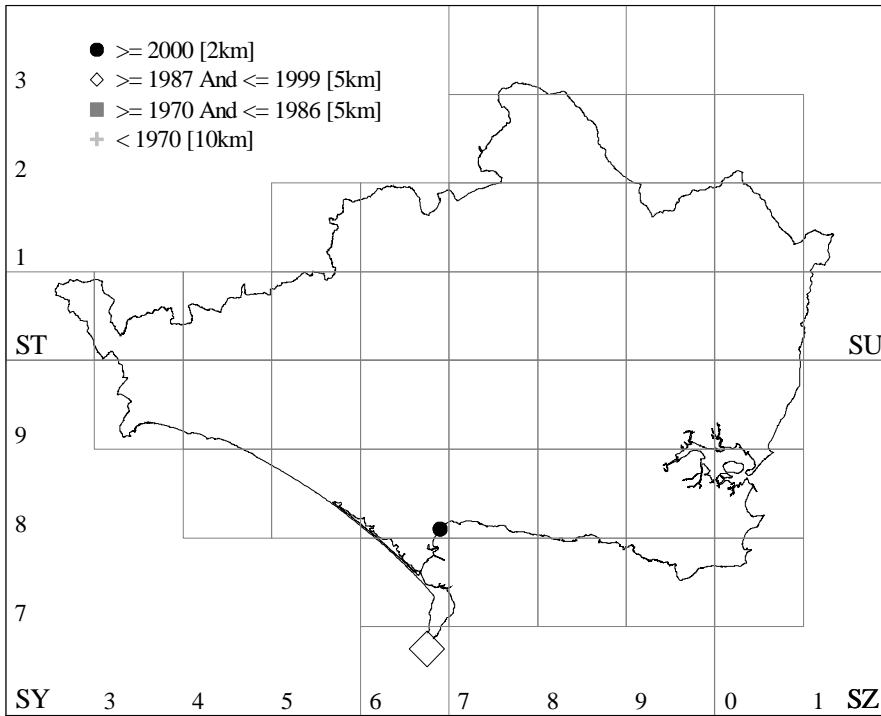 >= 2000 [2km]
>= 1987 And <= 1999 [5km]
>= 1970 And <= 1986 [5km]
< 1970 [10km]
3
2
1
ST
SU
9
8
7
SY 3 4 5 6 7 8 9 0 1 SZ